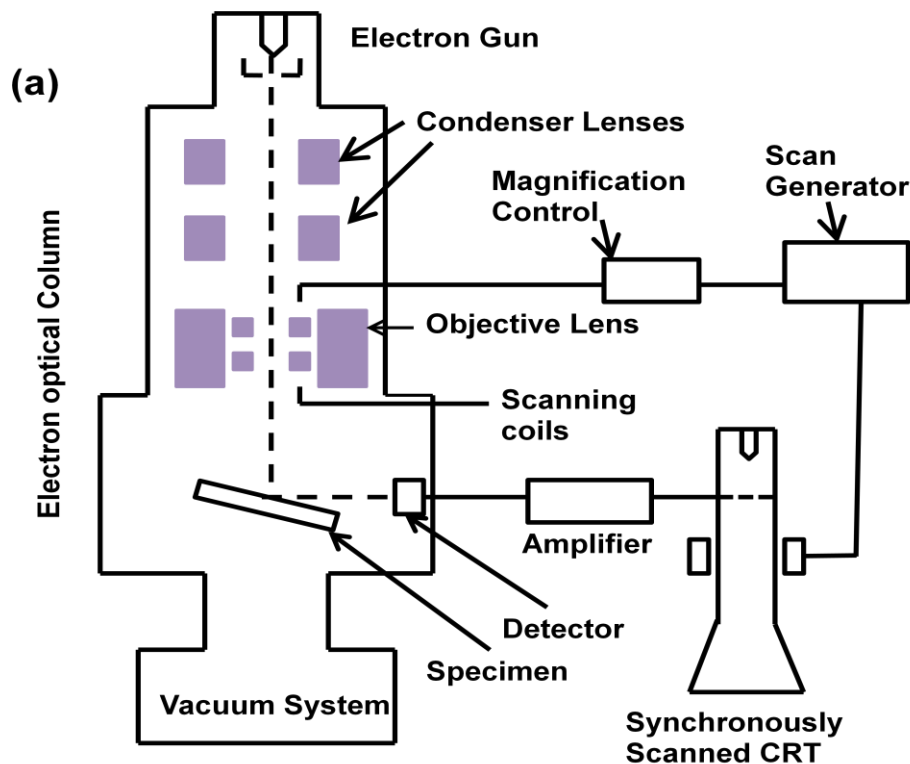 Electron Gun
(a)
Condenser Lenses
Scan
Generator
Magnification
Control
Electron optical Column
Objective Lens
Scanning
coils
Amplifier
Detector
Specimen
Vacuum System
Synchronously
Scanned CRT